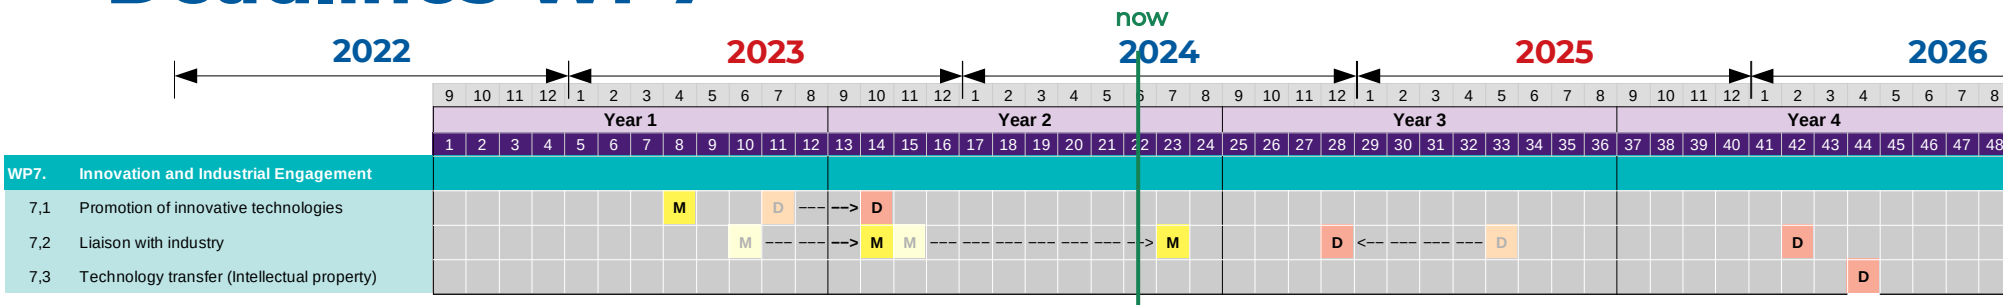 Deadlines WP7
now
2022 2023 2024 2025 2026
9 10 11 12 1 2 3 4 5 6 7 8 9 10 11 12 1 2 3 4 5 6 7 8 9 10 11 12 1 2 3 4 5 6 7 8 9 10 11 12 1 2 3 4 5 6 7 8
Year 1 Year 2 Year 3 Year 4
1 2 3 4 5 6 7 8 9 10 11 12 13 14 15 16 17 18 19 20 21 22 23 24 25 26 27 28 29 30 31 32 33 34 35 36 37 38 39 40 41 42 43 44 45 46 47 48
WP7. Innovation and Industrial Engagement
7,1 Promotion of innovative technologies M D ----- --> D
7,2 Liaison with industry M --- --- --- --> M M --- --- --- --- --- --- --- --> M D <-- --- --- --- D D
7,3 Technology transfer (Intellectual property) D